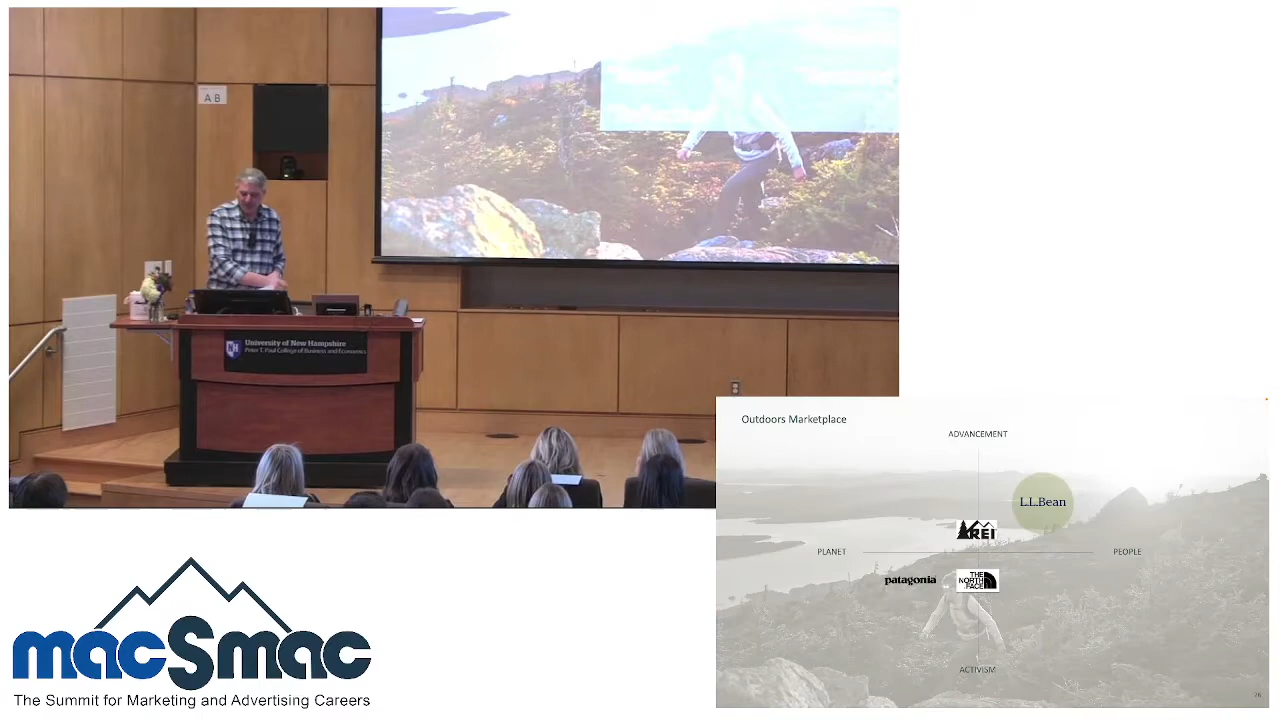 A B
University of New Hampshire
Peter T. Paul College of Business and Economics
Outdoors Marketplace
ADVANCEMENT
L.L.Bean
REI
PLANET
PEOPLE
patagonia
THE
NORTH
FACE
ACTIVISM
26
macSmac
The Summit for Marketing and Advertising Careers